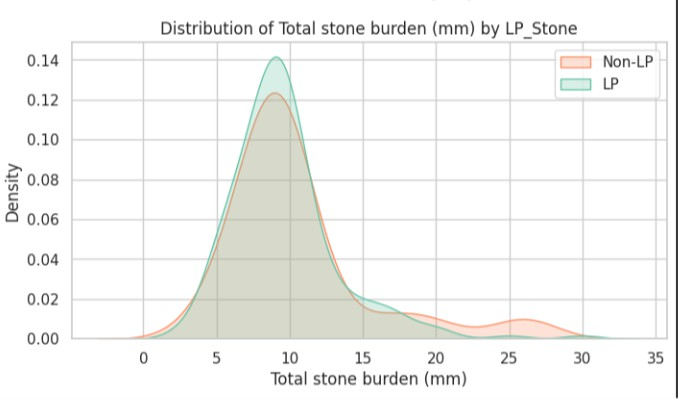 Distribution of Total stone burden (mm) by LP_Stone
Non-LP
LP
0.14
0.12
0.10
0.08
0.06
0.04
0.02
0.00
Density
0 5 10 15 20 25 30 35
Total stone burden (mm)